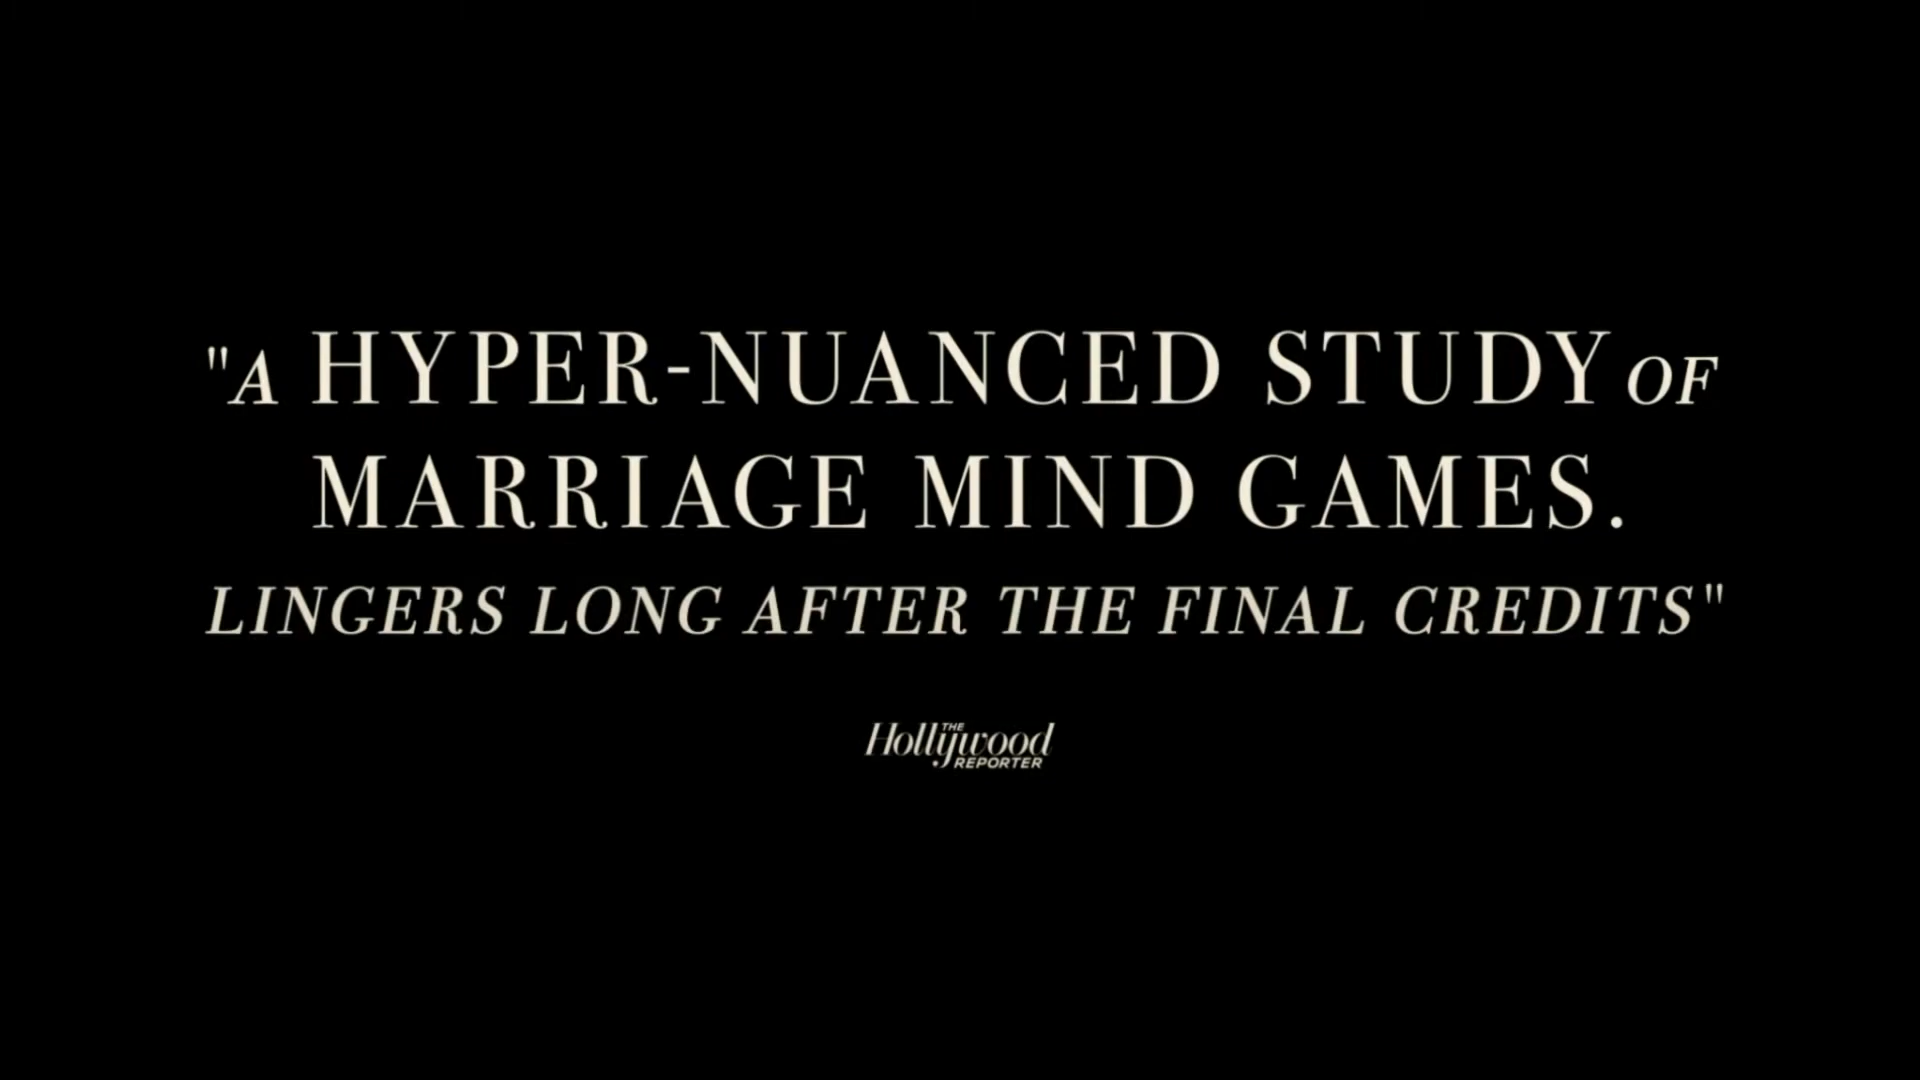 "A HYPER-NUANCED STUDY OF
MARRIAGE MIND GAMES.
LINGERS LONG AFTER THE FINAL CREDITS"
THE
Hollywood
REPORTER